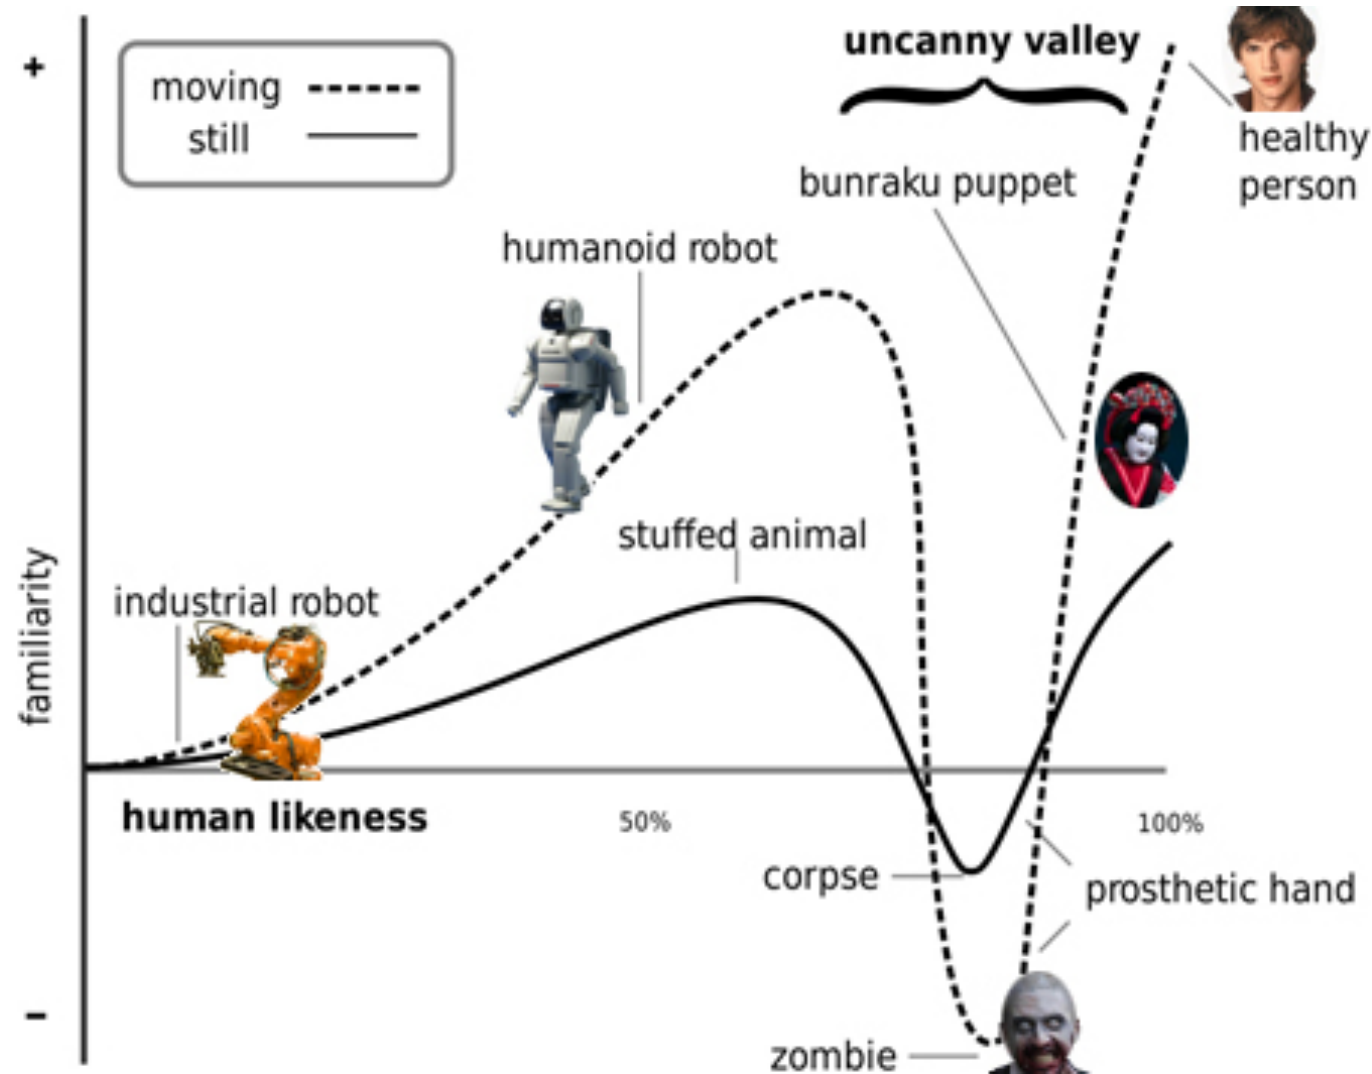 +
uncanny valley
moving
still
healthy
person
bunraku puppet
humanoid robot
stuffed animal
industrial robot
familiarity
human likeness
50%
100%
corpse
prosthetic hand
-
zombie